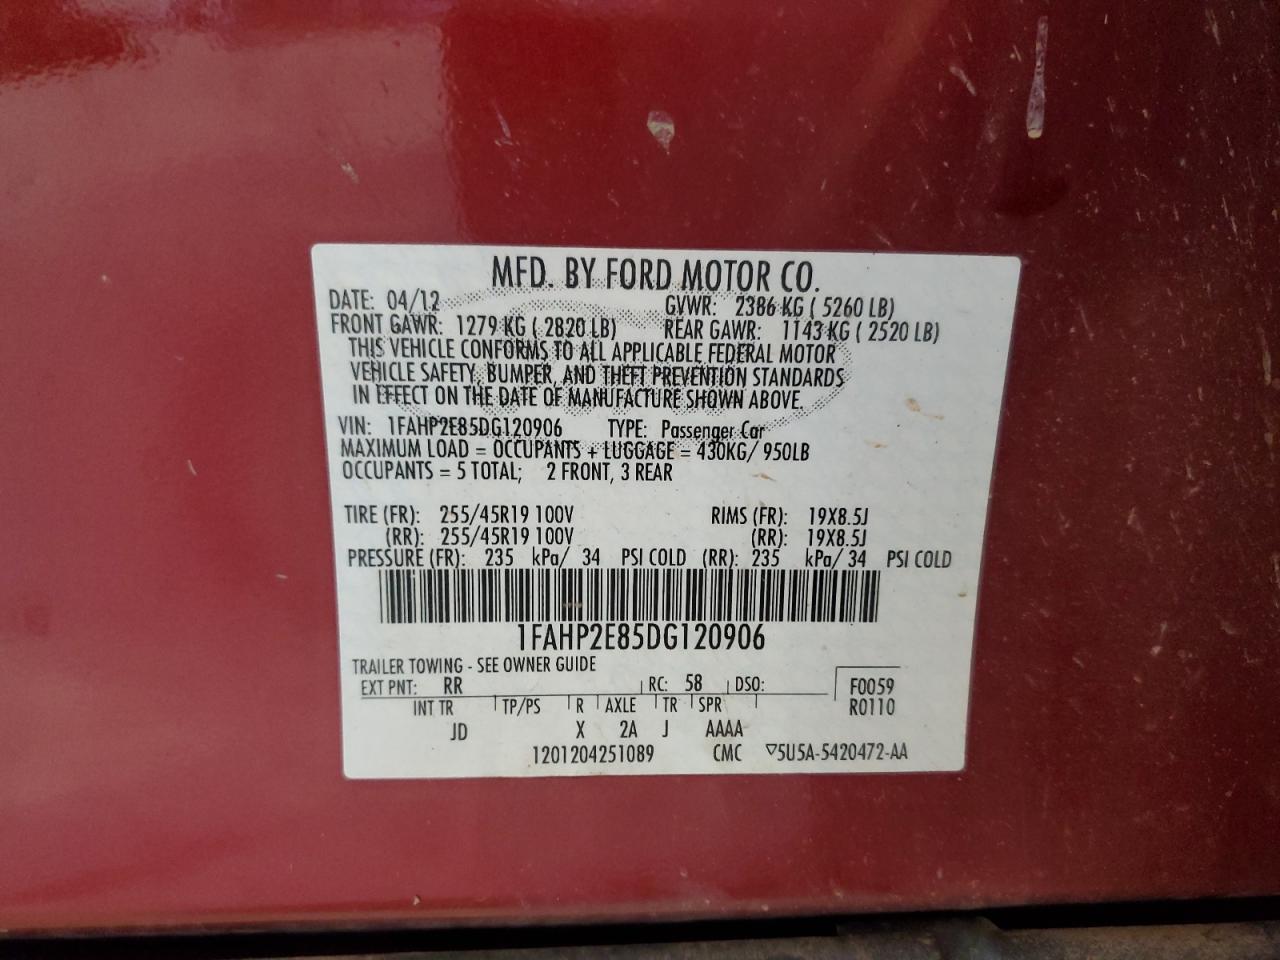 MFD. BY FORD MOTOR CO.
DATE: 04/12 GVWR: 2386 KG ( 5260 LB)
FRONT GAWR: 1279 KG ( 2820 LB) REAR GAWR: 1143 KG ( 2520 LB)
THIS VEHICLE CONFORMS TO ALL APPLICABLE FEDERAL MOTOR
VEHICLE SAFETY, BUMPER, AND THEFT PREVENTION STANDARDS
IN EFFECT ON THE DATE OF MANUFACTURE SHOWN ABOVE.
VIN: 1FAHP2E85DG120906 TYPE: Passenger Car
MAXIMUM LOAD = OCCUPANTS + LUGGAGE = 430KG/ 950LB
OCCUPANTS = 5 TOTAL; 2 FRONT, 3 REAR
TIRE (FR): 255/45R19 100V RIMS (FR): 19X8.5J
(RR): 255/45R19 100V (RR): 19X8.5J
PRESSURE (FR): 235 kPa/ 34 PSI COLD (RR): 235 kPa/ 34 PSI COLD
1FAHP2E85DG120906
TRAILER TOWING - SEE OWNER GUIDE
EXT PNT: RR RC: 58 DSO: F0059
INT TR TP/PS R AXLE TR SPR R0110
JD X 2A J AAAA
1201204251089 CMC ▽5U5A-5420472-AA